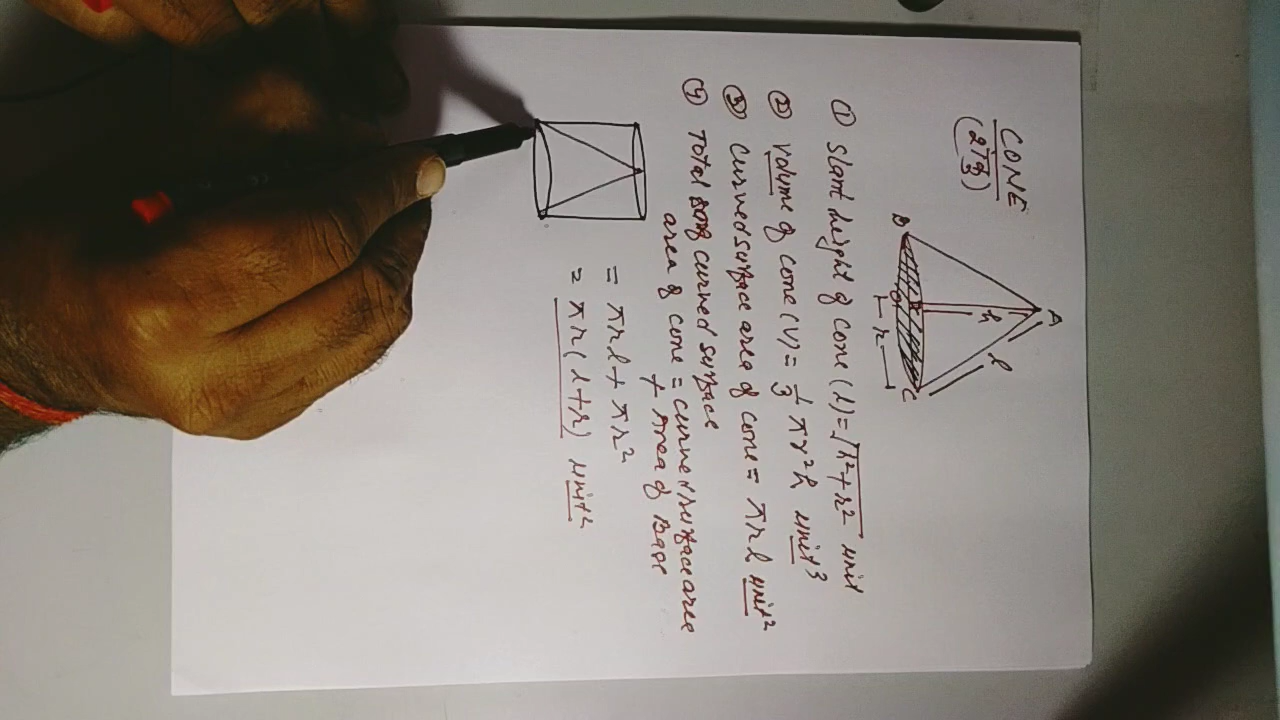 CONE
(शंकु)
A
h
l
B
O
C
r
① slant height of cone (l) = √h²+r² unit
② volume of cone (V) = 1/3 πr²h unit³
③ curved surface area of cone = πrl unit²
④ Total curved surface
area of cone = curved surface area
+ Area of Base
= πrl + πr²
= πr(l+r) unit²